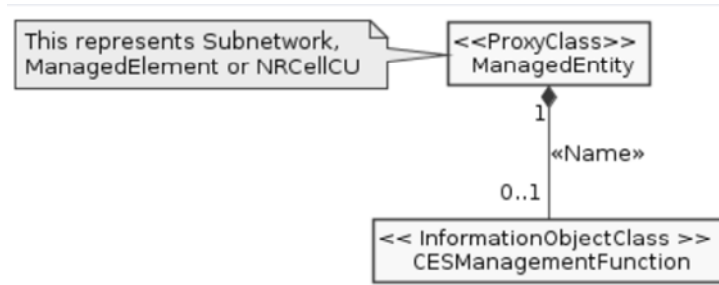 This represents Subnetwork,
ManagedElement or NRCellCU
<<ProxyClass>>
ManagedEntity
1
«Name»
0..1
<< InformationObjectClass >>
CESManagementFunction